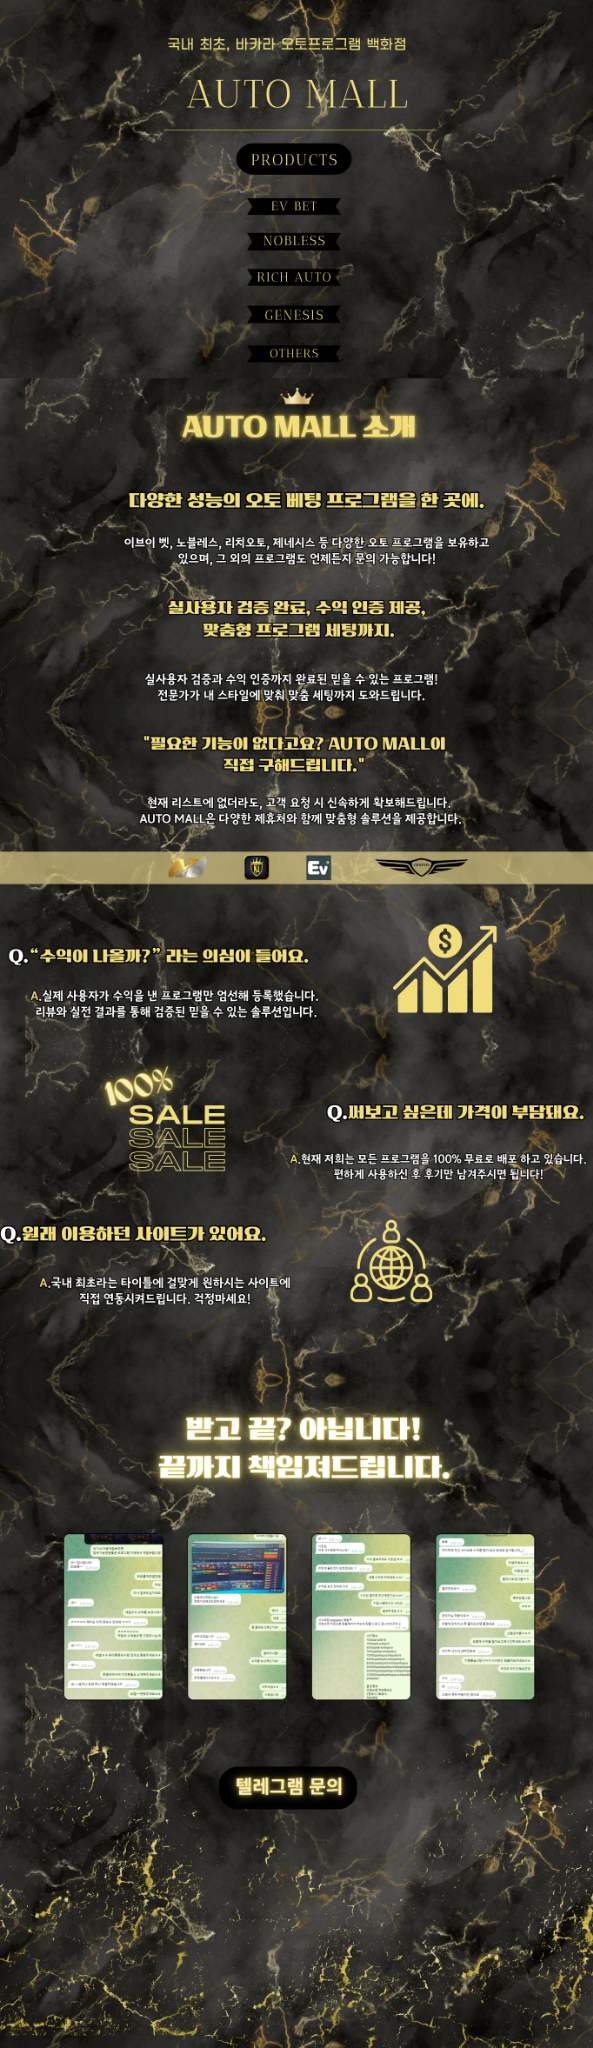 국내 최초, 바카라 오토프로그램 백화점
AUTO MALL
PRODUCTS
EV BET
NOBLESS
RICH AUTO
GENESIS
OTHERS
AUTO MALL 소개
다양한 성능의 오토 베팅 프로그램을 한 곳에.
이브이 벳, 노블레스, 리치오토, 제네시스 등 다양한 오토 프로그램을 보유하고
있으며, 그 외의 프로그램도 언제든지 문의 가능합니다!
실사용자 검증 완료, 수익 인증 제공,
맞춤형 프로그램 세팅까지.
실사용자 검증과 수익 인증까지 완료된 믿을 수 있는 프로그램!
전문가가 내 스타일에 맞춰 맞춤 세팅까지 도와드립니다.
"필요한 기능이 없다고요? AUTO MALL이
직접 구해드립니다."
현재 리스트에 없더라도, 고객 요청 시 신속하게 확보해드립니다.
AUTO MALL은 다양한 제휴처와 함께 맞춤형 솔루션을 제공합니다.
Ev
Q.“수익이 나올까?” 라는 의심이 들어요.
A.실제 사용자가 수익을 낸 프로그램만 엄선해 등록했습니다.
리뷰와 실전 결과를 통해 검증된 믿을 수 있는 솔루션입니다.
100%
SALE
SALE
SALE
Q.써보고 싶은데 가격이 부담돼요.
A.현재 저희는 모든 프로그램을 100% 무료로 배포 하고 있습니다.
편하게 사용하신 후 후기만 남겨주시면 됩니다!
Q.원래 이용하던 사이트가 있어요.
A.국내 최초라는 타이틀에 걸맞게 원하시는 사이트에
직접 연동시켜드립니다. 걱정마세요!
받고 끝? 아닙니다!
끝까지 책임져드립니다.
텔레그램 문의